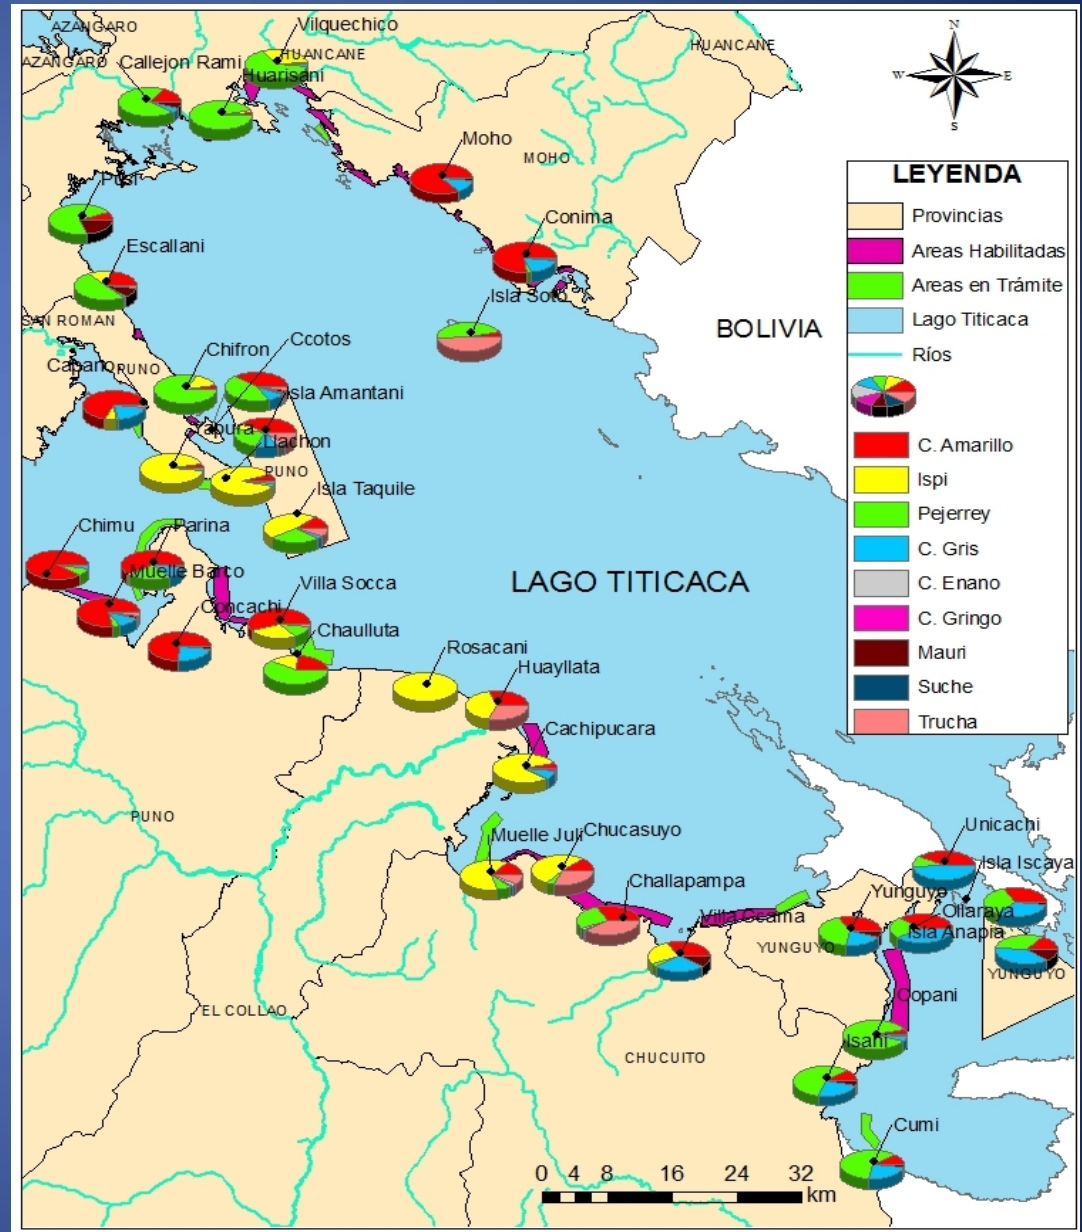 AZANGARO
Vilquechico
N
AZANGARO
Callejon Rami
HUANCANE
HUANCANE
Huarisani
W
E
S
Moho
MOHO
LEYENDA
Pusi
Provincias
Conima
Escallani
Areas Habilitadas
Areas en Trámite
Isla Soto
SAN ROMAN
Lago Titicaca
BOLIVIA
Ccotos
Chifron
Ríos
Capano
PUNO
Isla Amantani
Yapura
Llachon
C. Amarillo
PUNO
Ispi
Isla Taquile
Pejerrey
Chimu
Parina
C. Gris
Muelle Barco
Villa Socca
LAGO TITICACA
C. Enano
Concachi
C. Gringo
Chaulluta
Rosacani
Mauri
Huayllata
Suche
Trucha
Cachipucara
PUNO
Unicachi
Muelle Juli
Chucasuyo
Isla Iscaya
Challapampa
Yunguyo
Villa Ccama
Ollaraya
Isla Anapia
YUNGUYO
YUNGUYO
Copani
EL COLLAO
Isani
CHUCUITO
Cumi
0 4 8 16 24 32
km